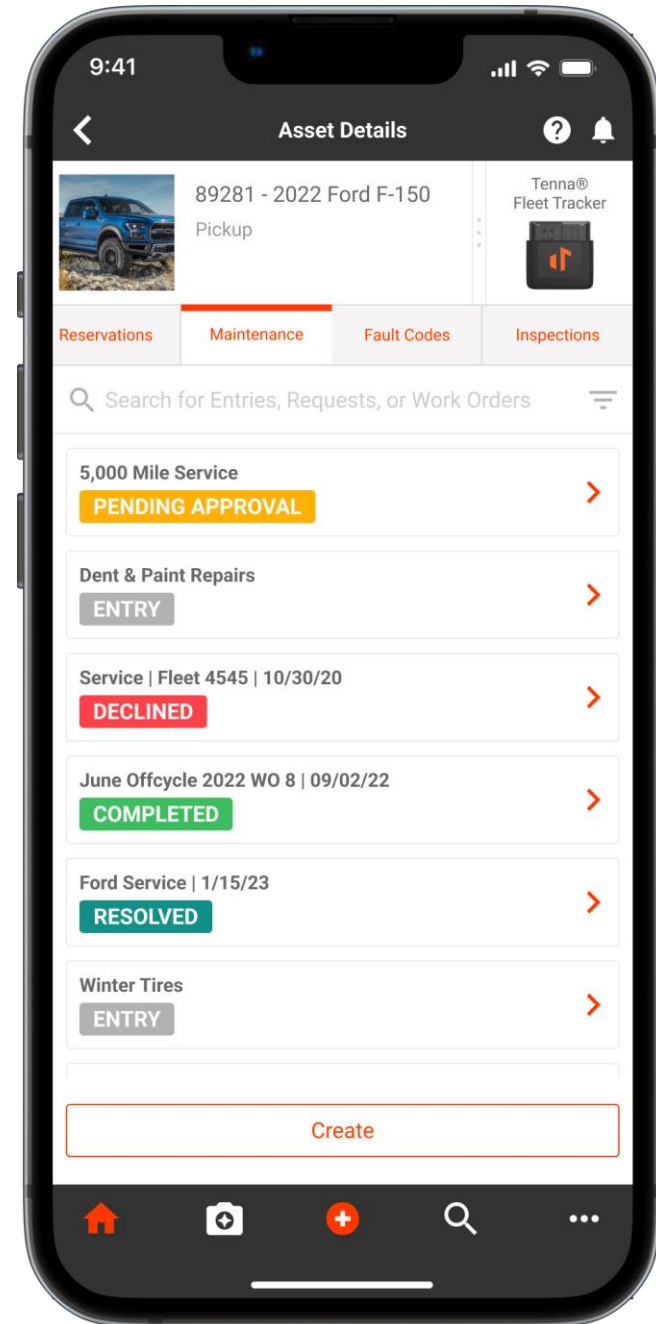 9:41
Asset Details
89281 - 2022 Ford F-150
Pickup
Tenna®
Fleet Tracker
Reservations
Maintenance
Fault Codes
Inspections
Search for Entries, Requests, or Work Orders
5,000 Mile Service
PENDING APPROVAL
Dent & Paint Repairs
ENTRY
Service | Fleet 4545 | 10/30/20
DECLINED
June Offcycle 2022 WO 8 | 09/02/22
COMPLETED
Ford Service | 1/15/23
RESOLVED
Winter Tires
ENTRY
Create